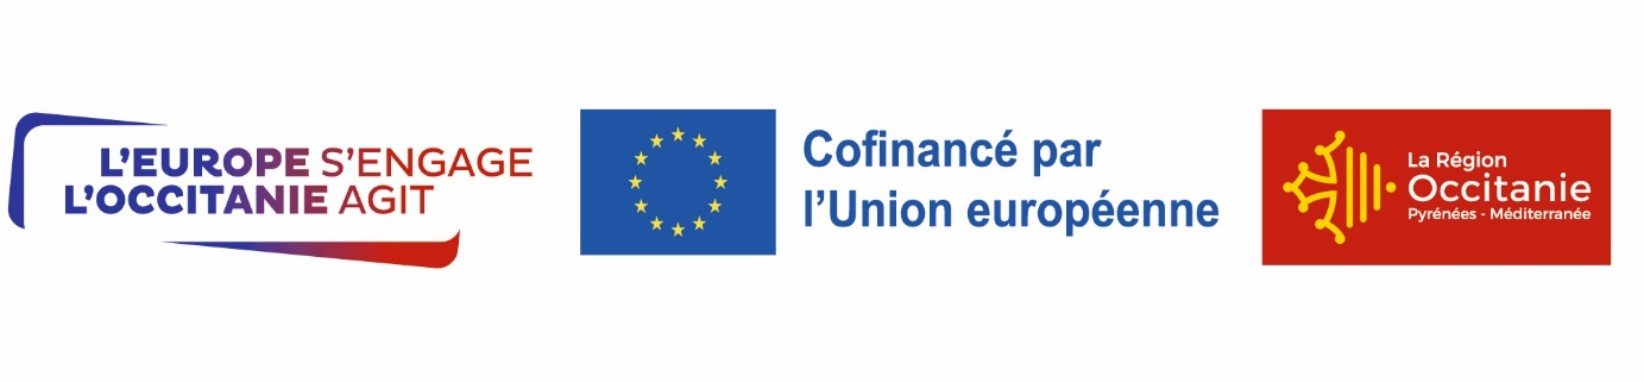 L'EUROPE S'ENGAGE
L'OCCITANIE AGIT
Cofinancé par
l'Union européenne
La Région
Occitanie
Pyrénées - Méditerranée